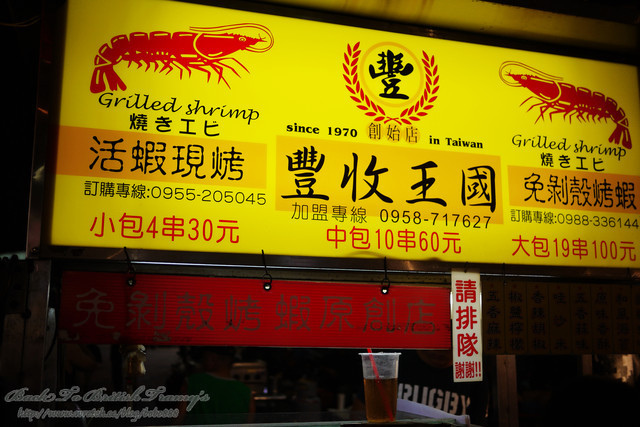 Grilled shrimp
燒きエビ
活蝦現烤
訂購專線:0955-205045
小包4串30元
豐
since 1970 創始店 in Taiwan
豐收王國
加盟專線 0958-717627
中包10串60元
Grilled shrimp
燒きエビ
免剝殼烤蝦
訂購專線:0988-336144
大包19串100元
免剝殼烤蝦原創店
請排隊
謝謝!!